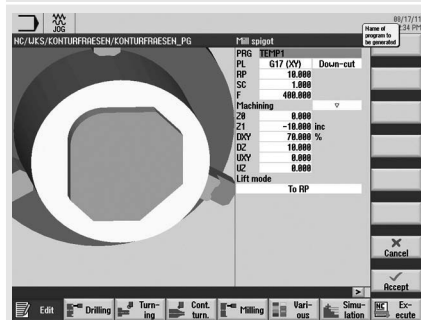 JOG
09/17/11
2:34 PM
Name of
program to
be generated
NC/WKS/KONTURFRAESEN/KONTURFRAESEN_PG
Mill spigot
PRG TEMP1
PL G17 (XY) Down-cut
RP 10.000
SC 1.000
F 400.000
Machining ▽
Z0 0.000
Z1 -10.000 inc
DXY 70.000 %
DZ 10.000
UXY 0.000
UZ 0.000
Lift mode
To RP
Cancel
Accept
Edit
Drilling
Turn-
ing
Cont.
turn.
Milling
Vari-
ous
Simu-
lation
NC
Ex-
ecute